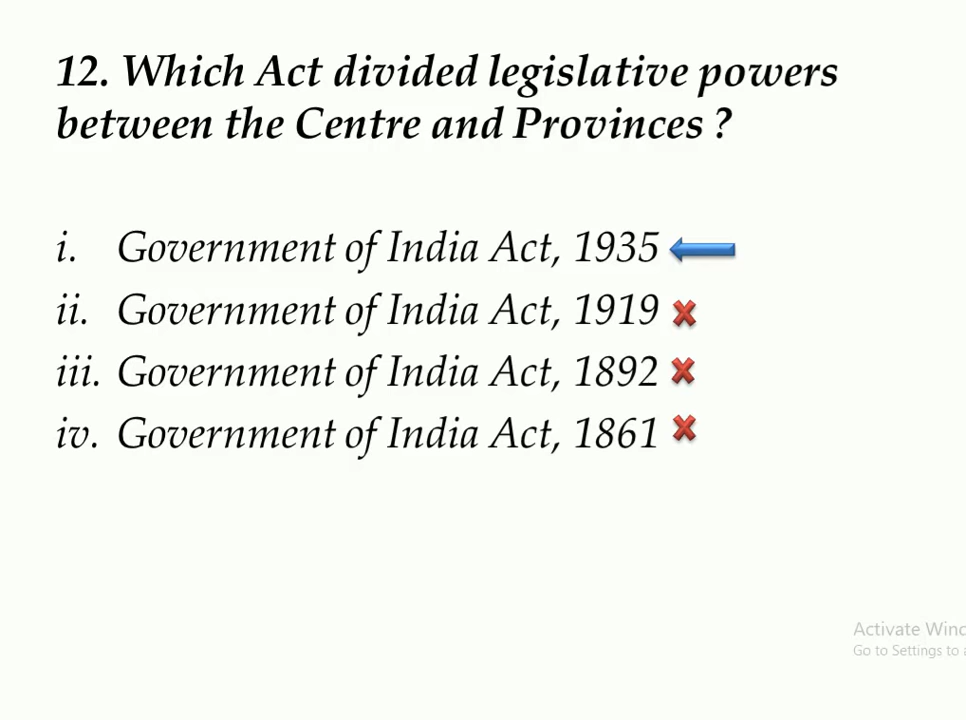 12. Which Act divided legislative powers
between the Centre and Provinces ?
i. Government of India Act, 1935
ii. Government of India Act, 1919
iii. Government of India Act, 1892
iv. Government of India Act, 1861
Activate Winc
Go to Settings to a